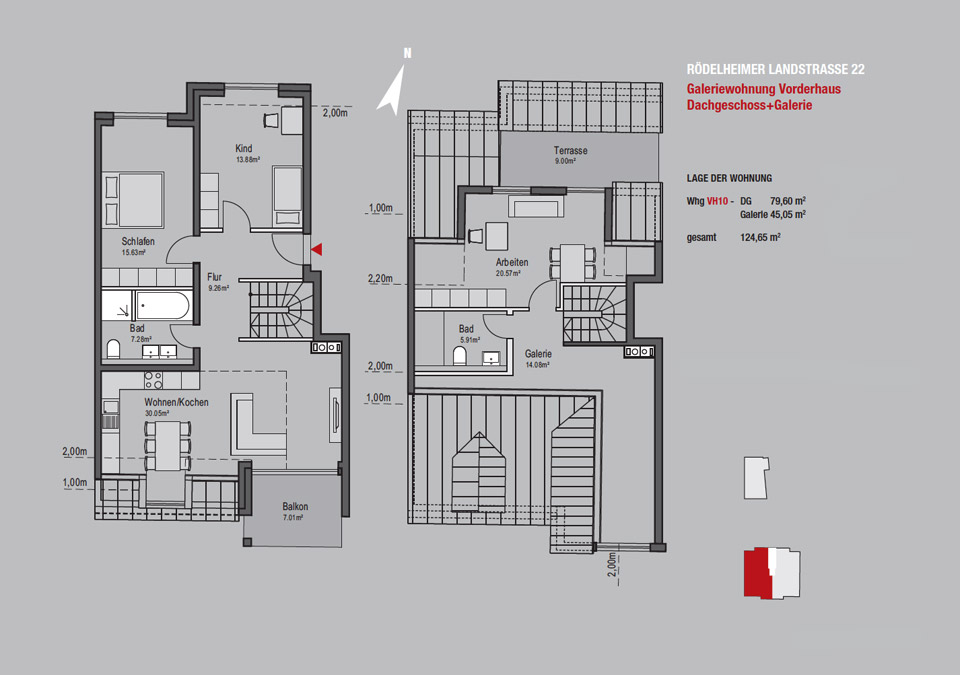 N
RÖDELHEIMER LANDSTRASSE 22
Galeriewohnung Vorderhaus
Dachgeschoss+Galerie
LAGE DER WOHNUNG
Whg VH10 - DG 79,60 m²
Galerie 45,05 m²
gesamt 124,65 m²
2,00m
Kind
13.88m²
Schlafen
15.63m²
Flur
9.26m²
Bad
7.28m²
Wohnen/Kochen
30.05m²
2,00m
1,00m
Balkon
7.01m²
Terrasse
9.00m²
1,00m
Arbeiten
20.57m²
2,20m
Bad
5.91m²
Galerie
14.08m²
2,00m
1,00m
2,00m